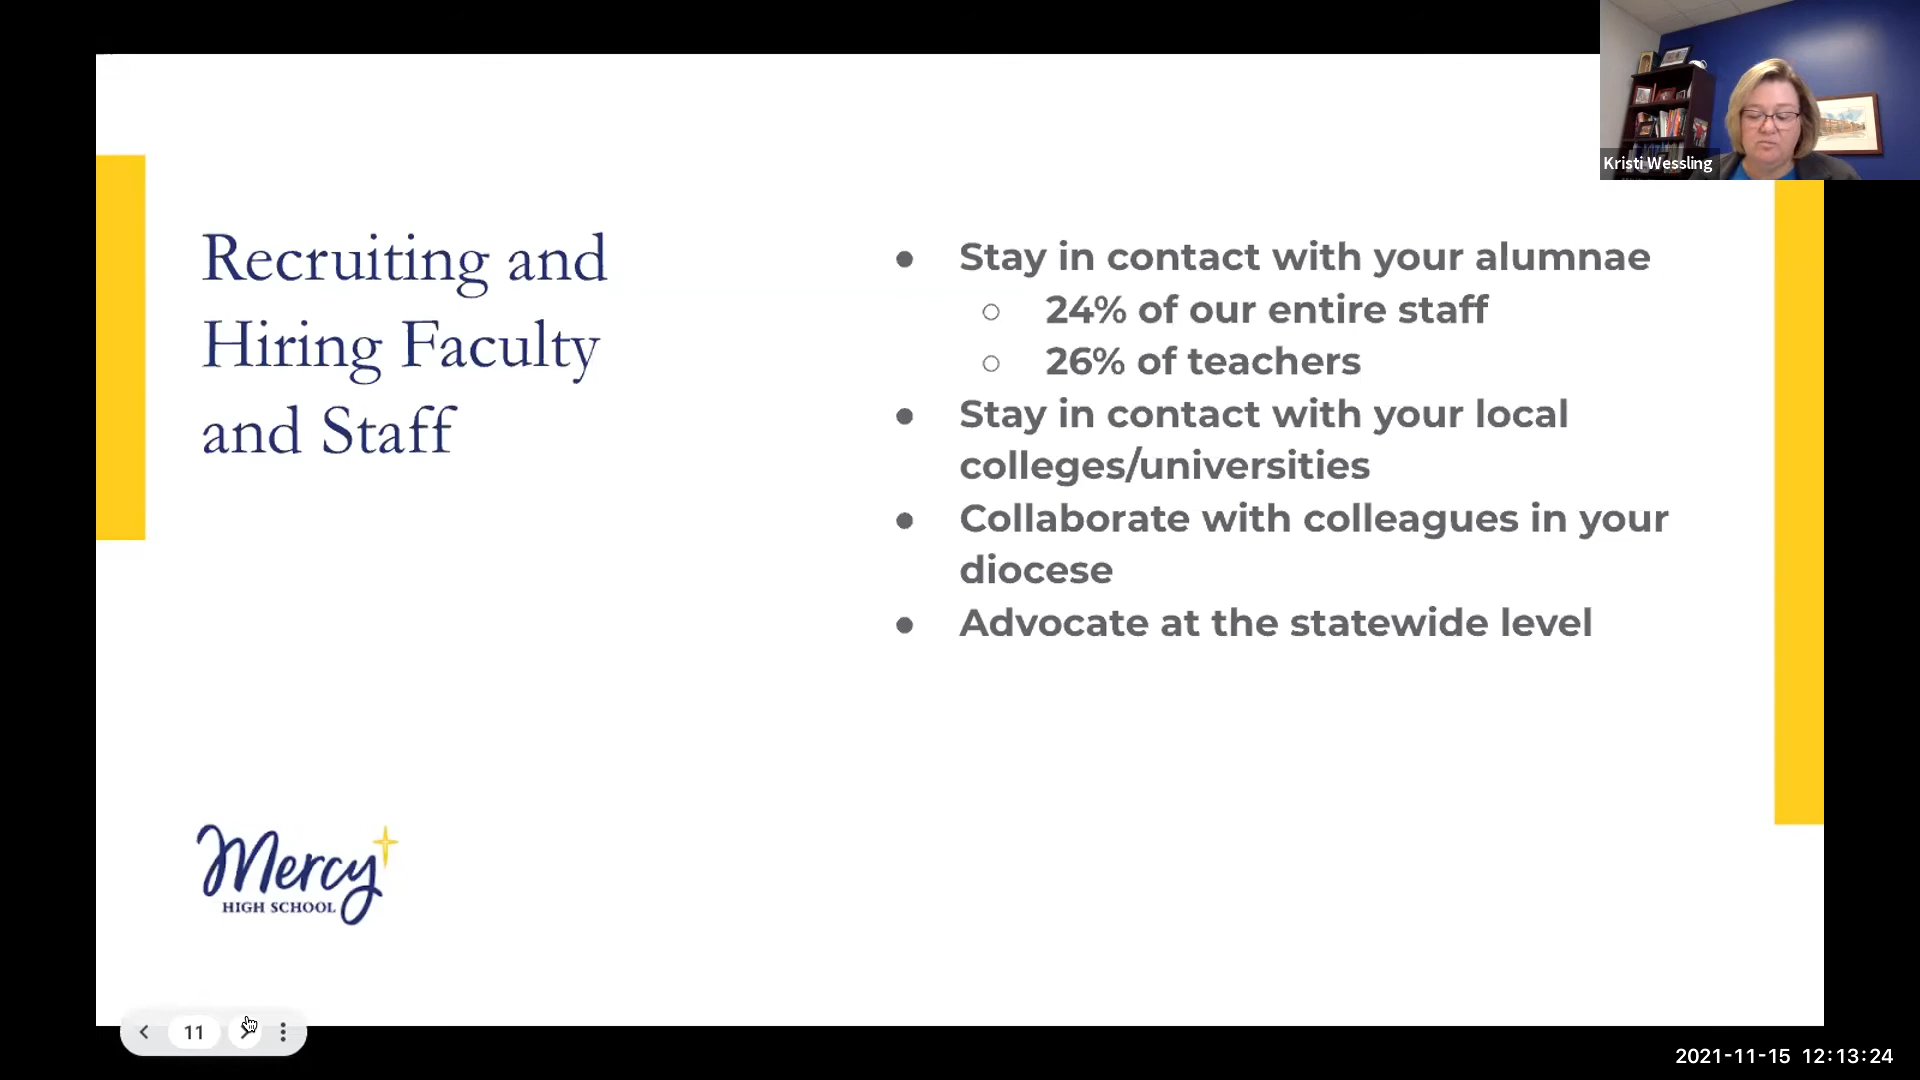 Kristi Wessling
Recruiting and
Hiring Faculty
and Staff
● Stay in contact with your alumnae
○ 24% of our entire staff
○ 26% of teachers
● Stay in contact with your local
colleges/universities
● Collaborate with colleagues in your
diocese
● Advocate at the statewide level
Mercy
HIGH SCHOOL
11
2021-11-15 12:13:24